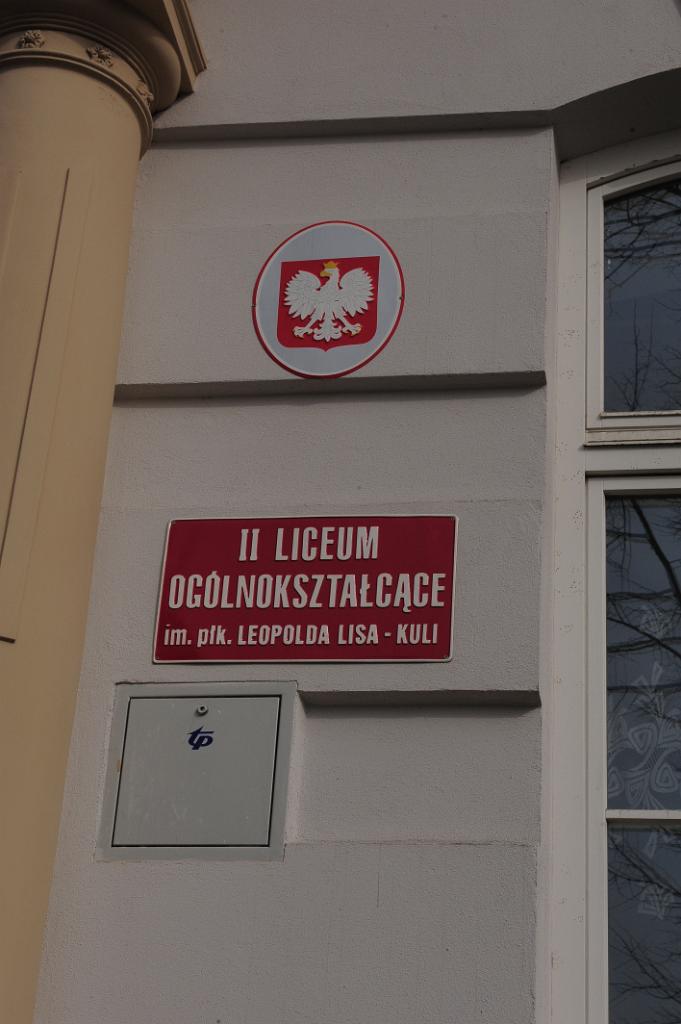 II LICEUM
OGÓLNOKSZTAŁCĄCE
im. płk. LEOPOLDA LISA - KULI
tp